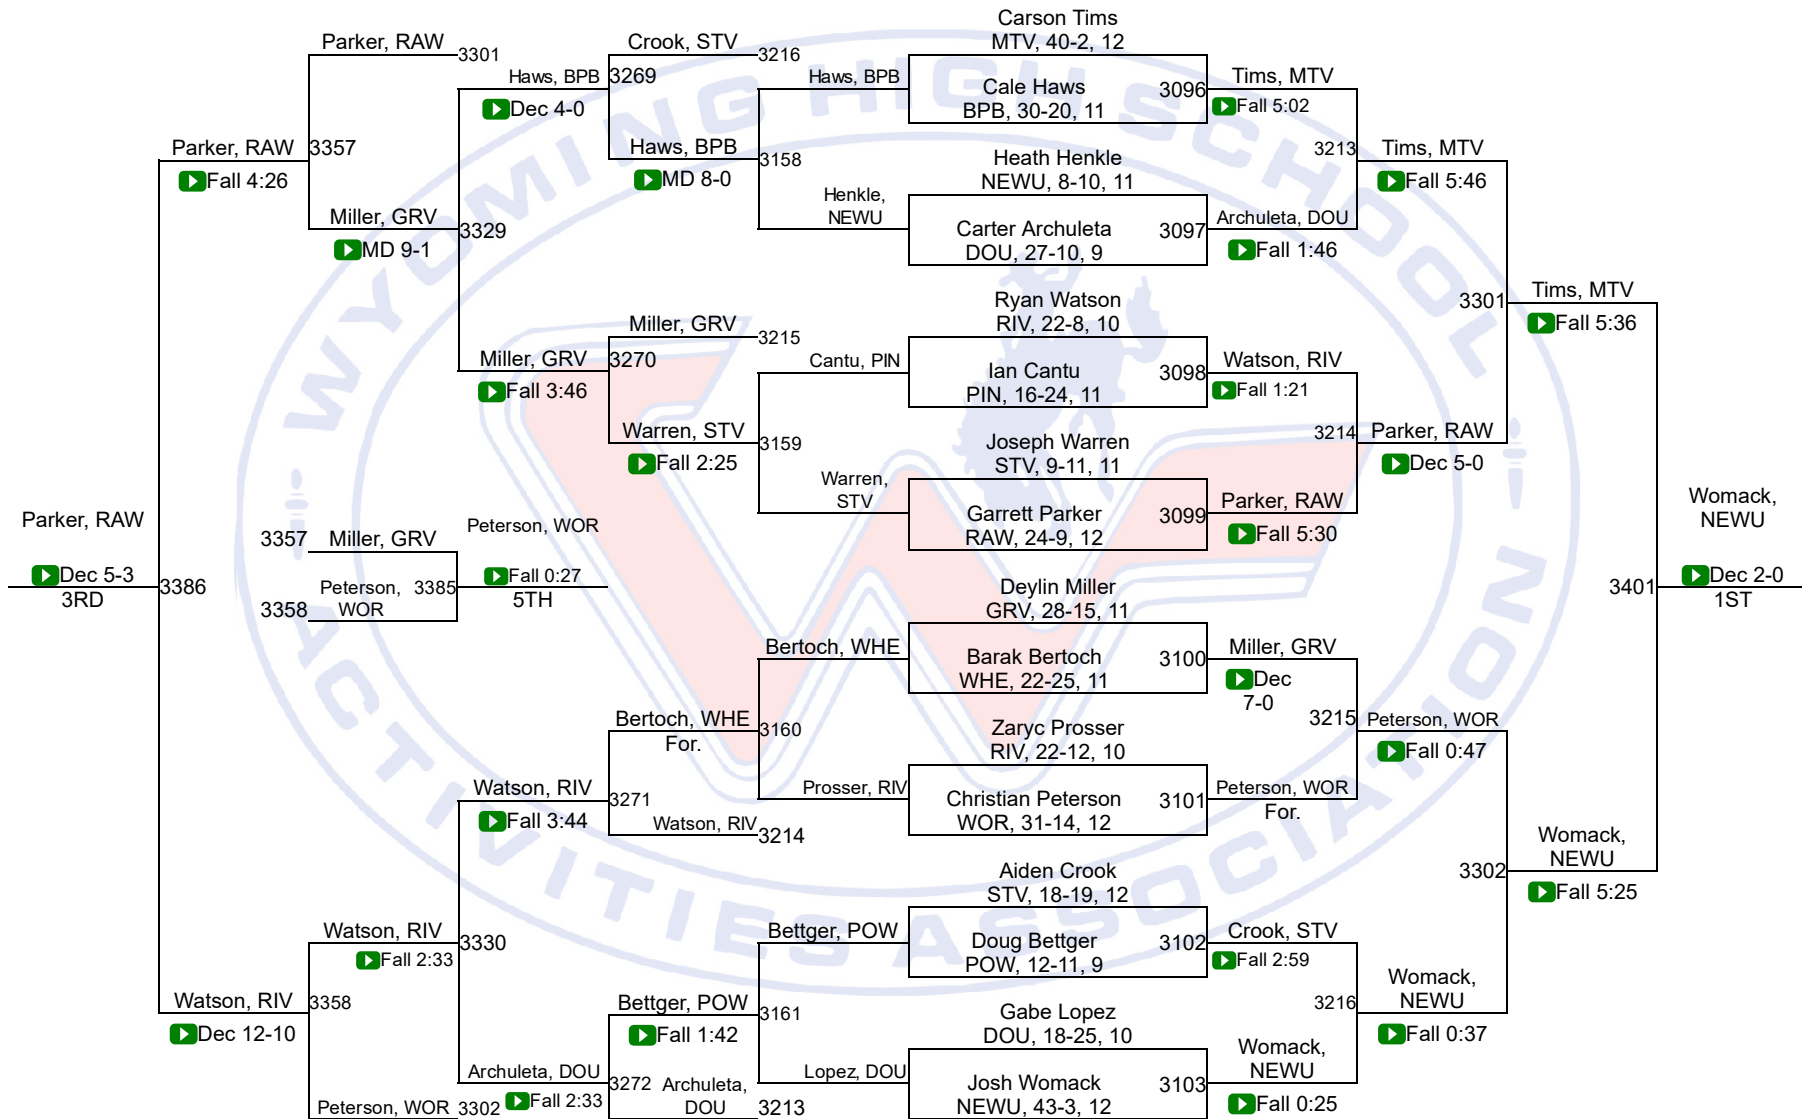 WYOMING HIGH SCHOOL
ACTIVITIES ASSOCIATION
Parker, RAW
3301
Haws, BPB
Dec 4-0
Parker, RAW
3357
Fall 4:26
Miller, GRV
3329
MD 9-1
Crook, STV
3216
3269
Haws, BPB
3158
MD 8-0
Miller, GRV
3215
Miller, GRV
3270
Fall 3:46
Warren, STV
3159
Fall 2:25
Haws, BPB
Henkle,
NEWU
Cantu, PIN
Warren,
STV
Carson Tims
MTV, 40-2, 12
Cale Haws
3096
BPB, 30-20, 11
Heath Henkle
NEWU, 8-10, 11
Carter Archuleta
3097
DOU, 27-10, 9
Ryan Watson
RIV, 22-8, 10
Ian Cantu
3098
PIN, 16-24, 11
Joseph Warren
STV, 9-11, 11
Garrett Parker
3099
RAW, 24-9, 12
Tims, MTV
Fall 5:02
Archuleta, DOU
Fall 1:46
3213
Tims, MTV
Fall 5:46
Watson, RIV
Fall 1:21
Parker, RAW
Fall 5:30
3214
Parker, RAW
Dec 5-0
3301
Tims, MTV
Fall 5:36
Parker, RAW
Dec 5-3
3RD
3386
3357
Miller, GRV
3358
Peterson,
WOR
3385
Peterson, WOR
Fall 0:27
5TH
Womack,
NEWU
3401
Dec 2-0
1ST
Deylin Miller
GRV, 28-15, 11
Barak Bertoch
3100
WHE, 22-25, 11
Zaryc Prosser
RIV, 22-12, 10
Christian Peterson
3101
WOR, 31-14, 12
Aiden Crook
STV, 18-19, 12
Doug Bettger
3102
POW, 12-11, 9
Gabe Lopez
DOU, 18-25, 10
Josh Womack
3103
NEWU, 43-3, 12
Bertoch, WHE
Prosser, RIV
Bettger, POW
Lopez, DOU
Bertoch, WHE
3160
For.
Watson, RIV
3271
Fall 3:44
Watson, RIV
3214
Watson, RIV
3330
Fall 2:33
Watson, RIV
3358
Dec 12-10
Bettger, POW
3161
Fall 1:42
Archuleta, DOU
3272
Fall 2:33
Archuleta,
DOU
3213
Peterson, WOR
3302
Miller, GRV
Dec
7-0
3215
Peterson, WOR
Fall 0:47
Peterson, WOR
For.
Crook, STV
Fall 2:59
3216
Womack,
NEWU
Fall 0:37
Womack,
NEWU
Fall 0:25
3302
Womack,
NEWU
Fall 5:25